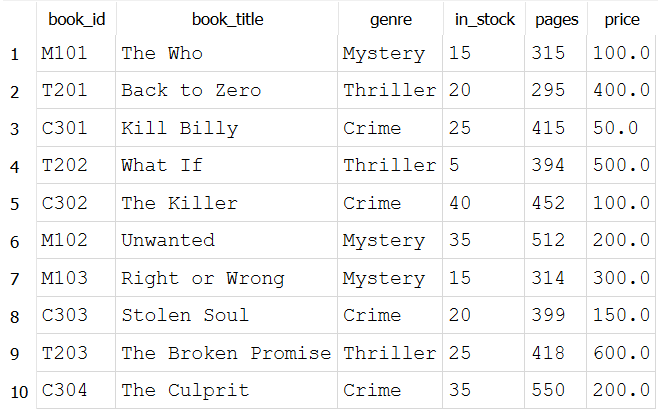 book_id book_title genre in_stock pages price
1 M101 The Who Mystery 15 315 100.0
2 T201 Back to Zero Thriller 20 295 400.0
3 C301 Kill Billy Crime 25 415 50.0
4 T202 What If Thriller 5 394 500.0
5 C302 The Killer Crime 40 452 100.0
6 M102 Unwanted Mystery 35 512 200.0
7 M103 Right or Wrong Mystery 15 314 300.0
8 C303 Stolen Soul Crime 20 399 150.0
9 T203 The Broken Promise Thriller 25 418 600.0
10 C304 The Culprit Crime 35 550 200.0